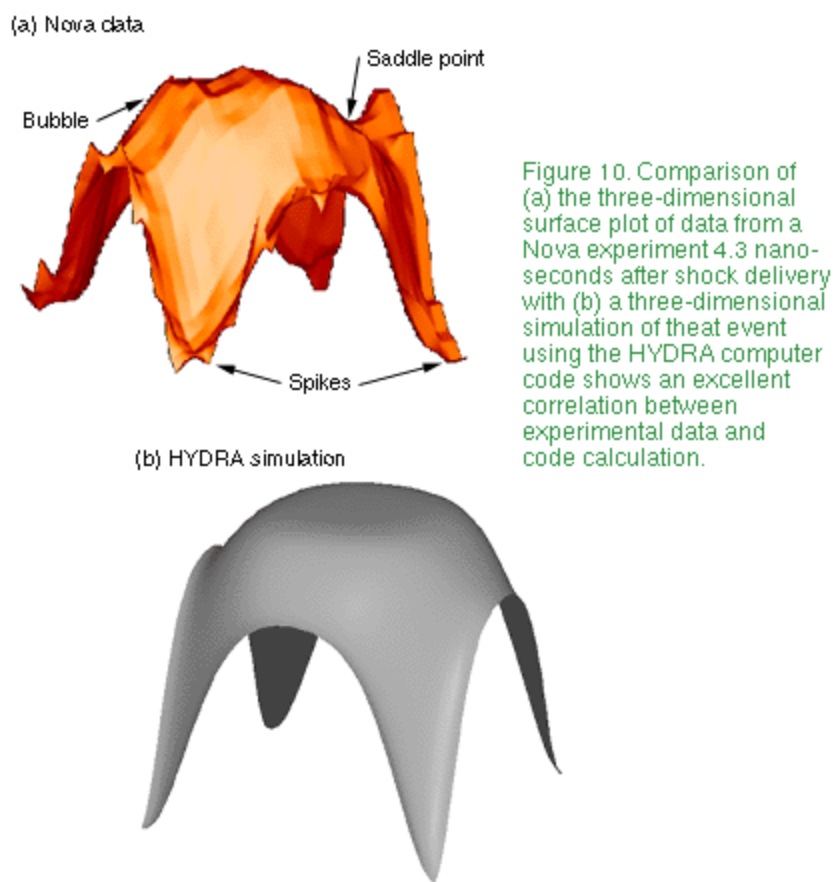 (a) Nova data
Saddle point
Bubble
Spikes
Figure 10. Comparison of
(a) the three-dimensional
surface plot of data from a
Nova experiment 4.3 nano-
seconds after shock delivery
with (b) a three-dimensional
simulation of theat event
using the HYDRA computer
code shows an excellent
correlation between
experimental data and
code calculation.
(b) HYDRA simulation